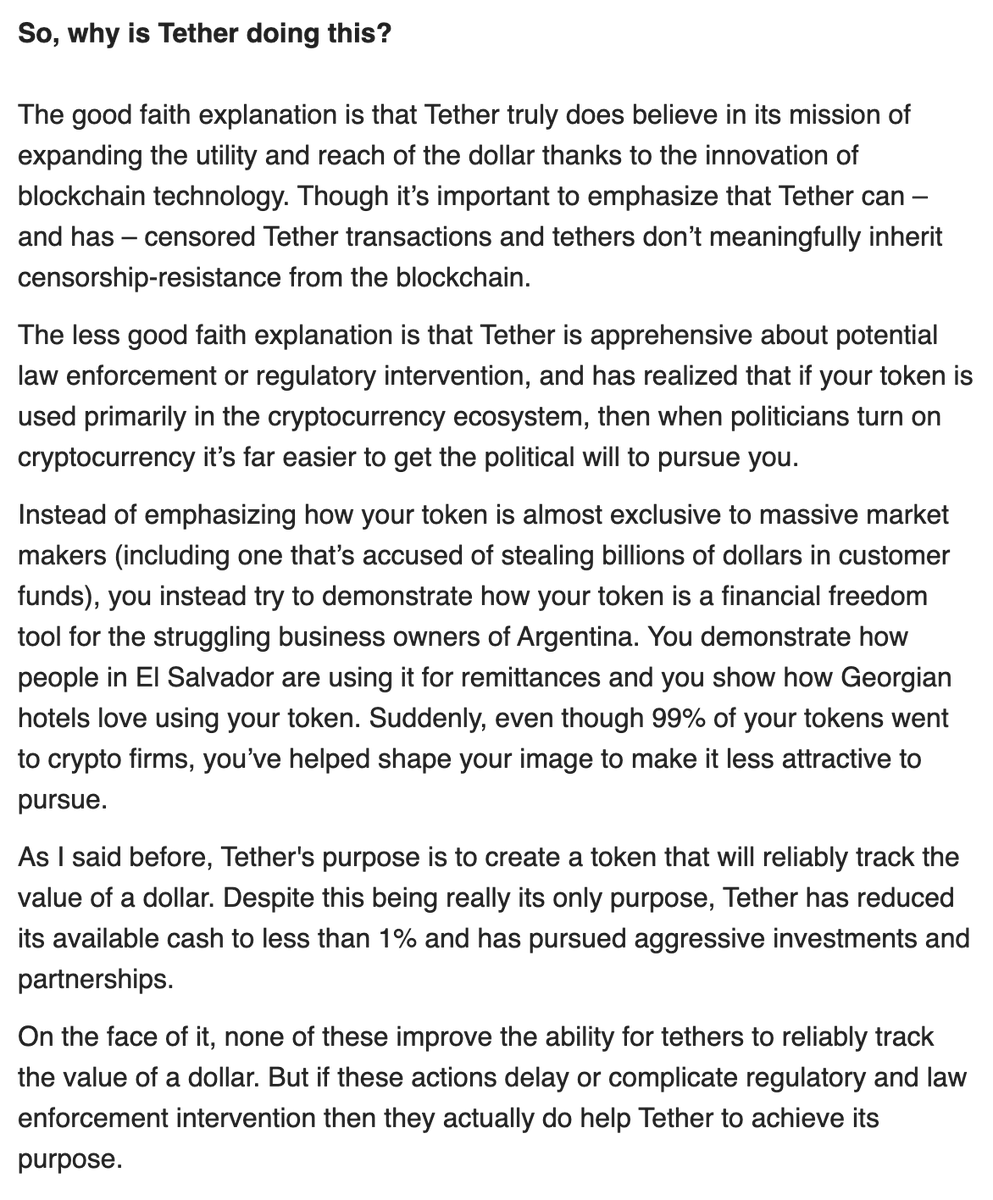 So, why is Tether doing this?
The good faith explanation is that Tether truly does believe in its mission of
expanding the utility and reach of the dollar thanks to the innovation of
blockchain technology. Though it’s important to emphasize that Tether can –
and has – censored Tether transactions and tethers don’t meaningfully inherit
censorship-resistance from the blockchain.
The less good faith explanation is that Tether is apprehensive about potential
law enforcement or regulatory intervention, and has realized that if your token is
used primarily in the cryptocurrency ecosystem, then when politicians turn on
cryptocurrency it’s far easier to get the political will to pursue you.
Instead of emphasizing how your token is almost exclusive to massive market
makers (including one that’s accused of stealing billions of dollars in customer
funds), you instead try to demonstrate how your token is a financial freedom
tool for the struggling business owners of Argentina. You demonstrate how
people in El Salvador are using it for remittances and you show how Georgian
hotels love using your token. Suddenly, even though 99% of your tokens went
to crypto firms, you’ve helped shape your image to make it less attractive to
pursue.
As I said before, Tether's purpose is to create a token that will reliably track the
value of a dollar. Despite this being really its only purpose, Tether has reduced
its available cash to less than 1% and has pursued aggressive investments and
partnerships.
On the face of it, none of these improve the ability for tethers to reliably track
the value of a dollar. But if these actions delay or complicate regulatory and law
enforcement intervention then they actually do help Tether to achieve its
purpose.